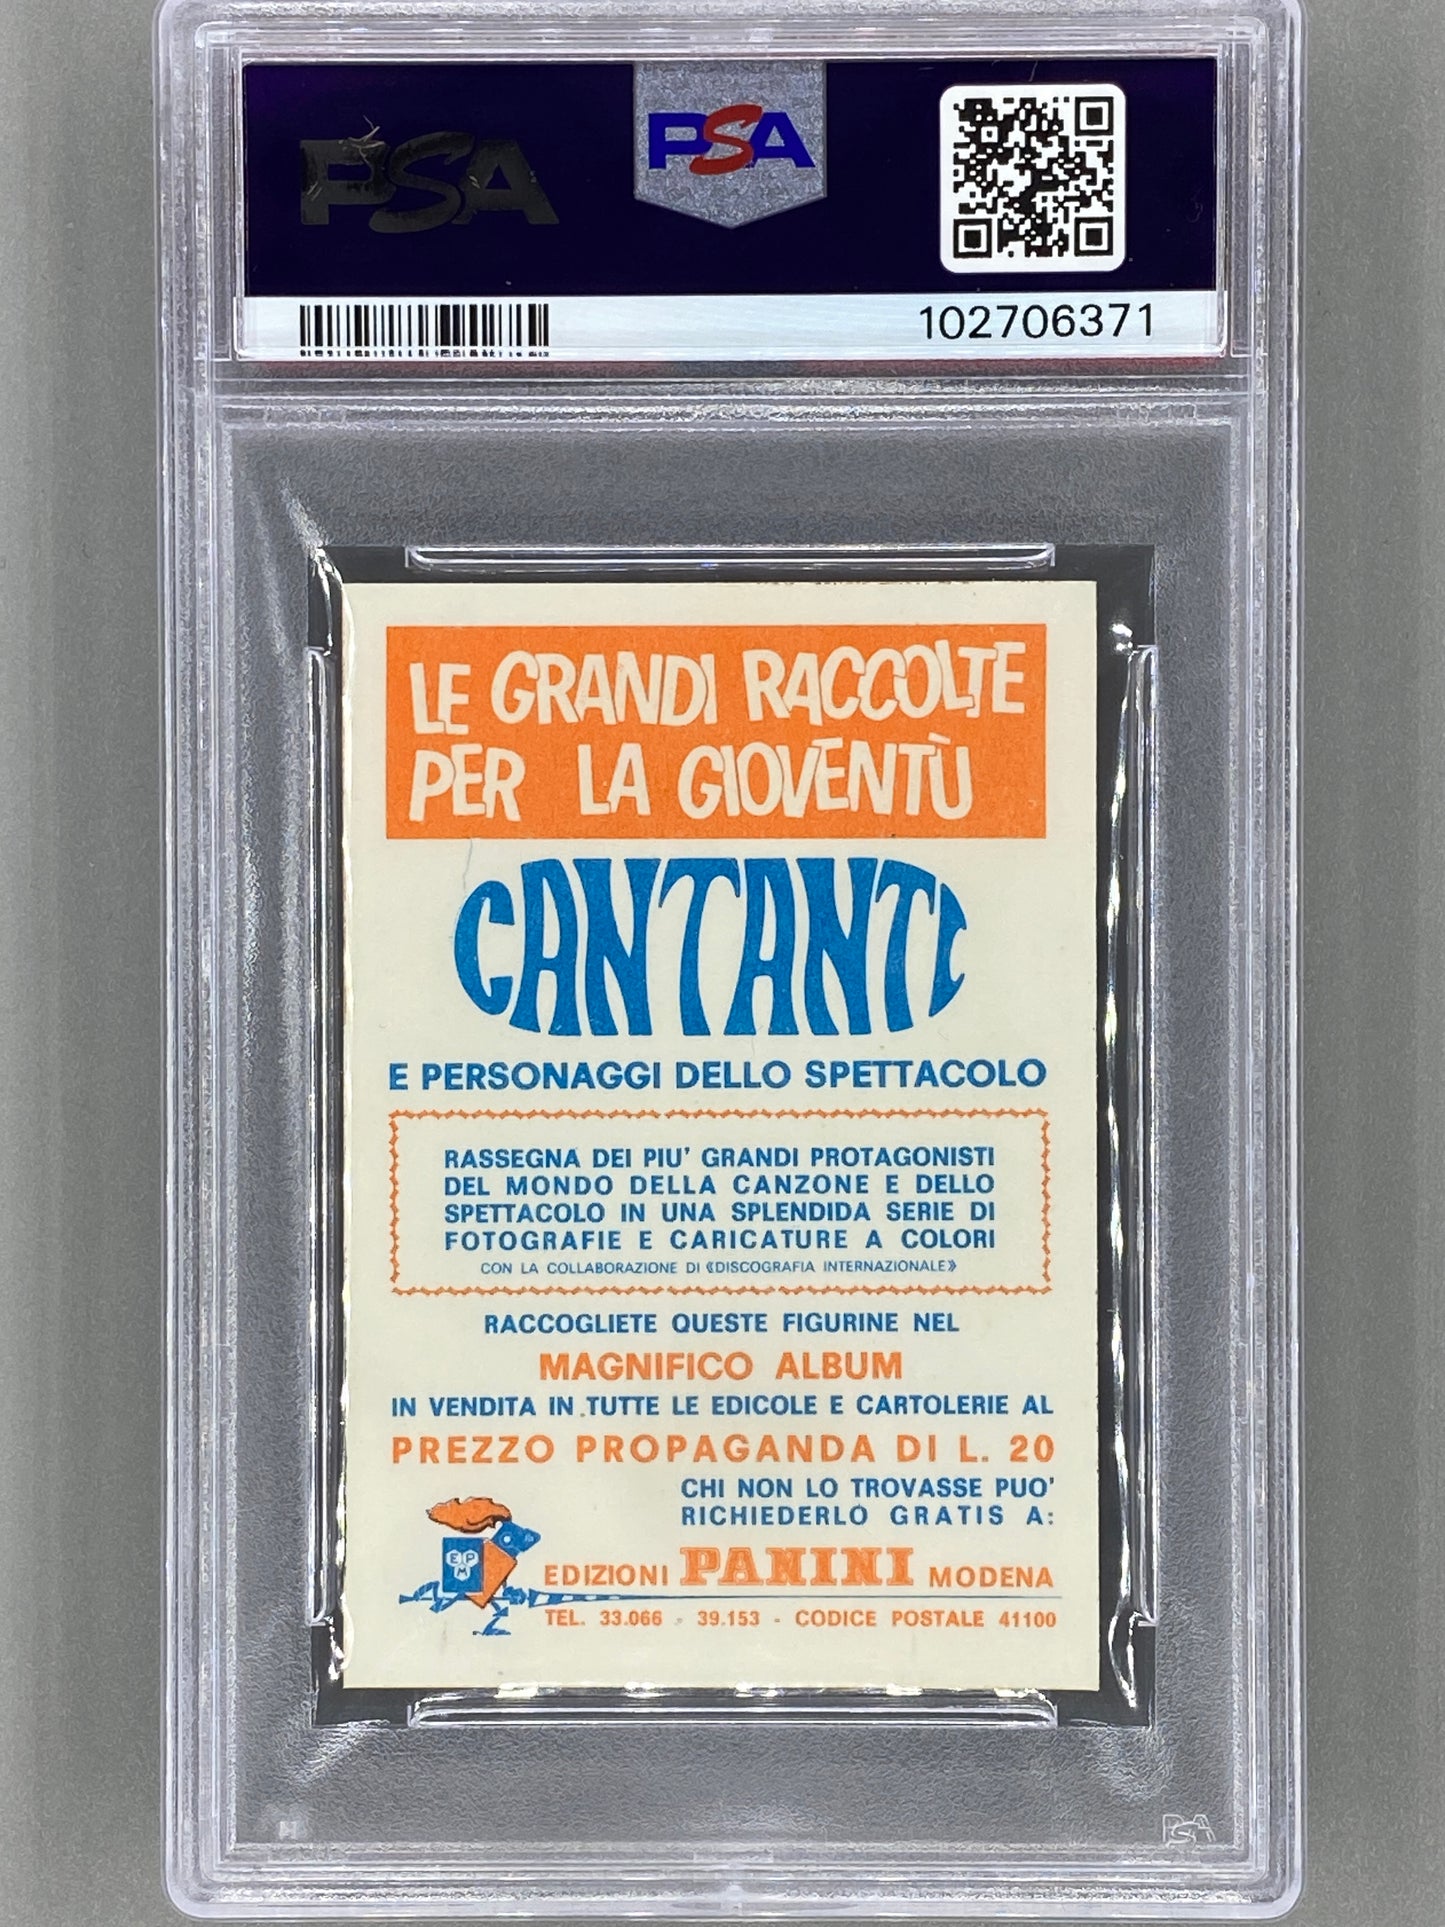 PSA
PSA
102706371
LE GRANDI RACCOLTE
PER LA GIOVENTÙ
CANTANTI
E PERSONAGGI DELLO SPETTACOLO
RASSEGNA DEI PIU' GRANDI PROTAGONISTI
DEL MONDO DELLA CANZONE E DELLO
SPETTACOLO IN UNA SPLENDIDA SERIE DI
FOTOGRAFIE E CARICATURE A COLORI
CON LA COLLABORAZIONE DI «DISCOGRAFIA INTERNAZIONALE»
RACCOGLIETE QUESTE FIGURINE NEL
MAGNIFICO ALBUM
IN VENDITA IN TUTTE LE EDICOLE E CARTOLERIE AL
PREZZO PROPAGANDA DI L. 20
CHI NON LO TROVASSE PUO'
RICHIEDERLO GRATIS A:
EPM
EDIZIONI PANINI MODENA
TEL. 33.066 - 39.153 - CODICE POSTALE 41100
PSA